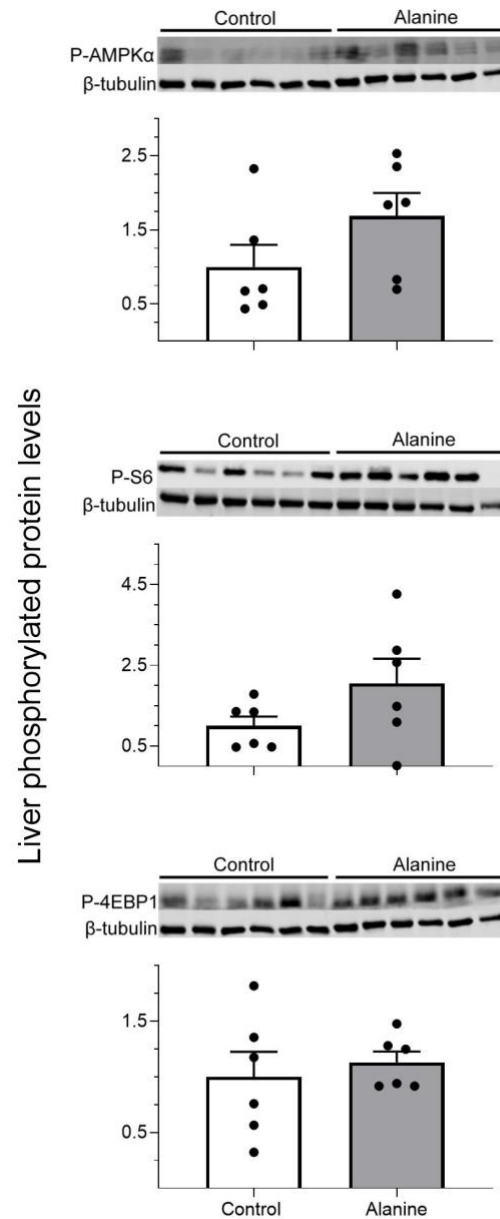 Liver phosphorylated protein levels
Control Alanine
P-AMPKα
β-tubulin
2.5
1.5
0.5
Control Alanine
P-S6
β-tubulin
4.5
2.5
0.5
Control Alanine
P-4EBP1
β-tubulin
1.5
0.5
Control Alanine